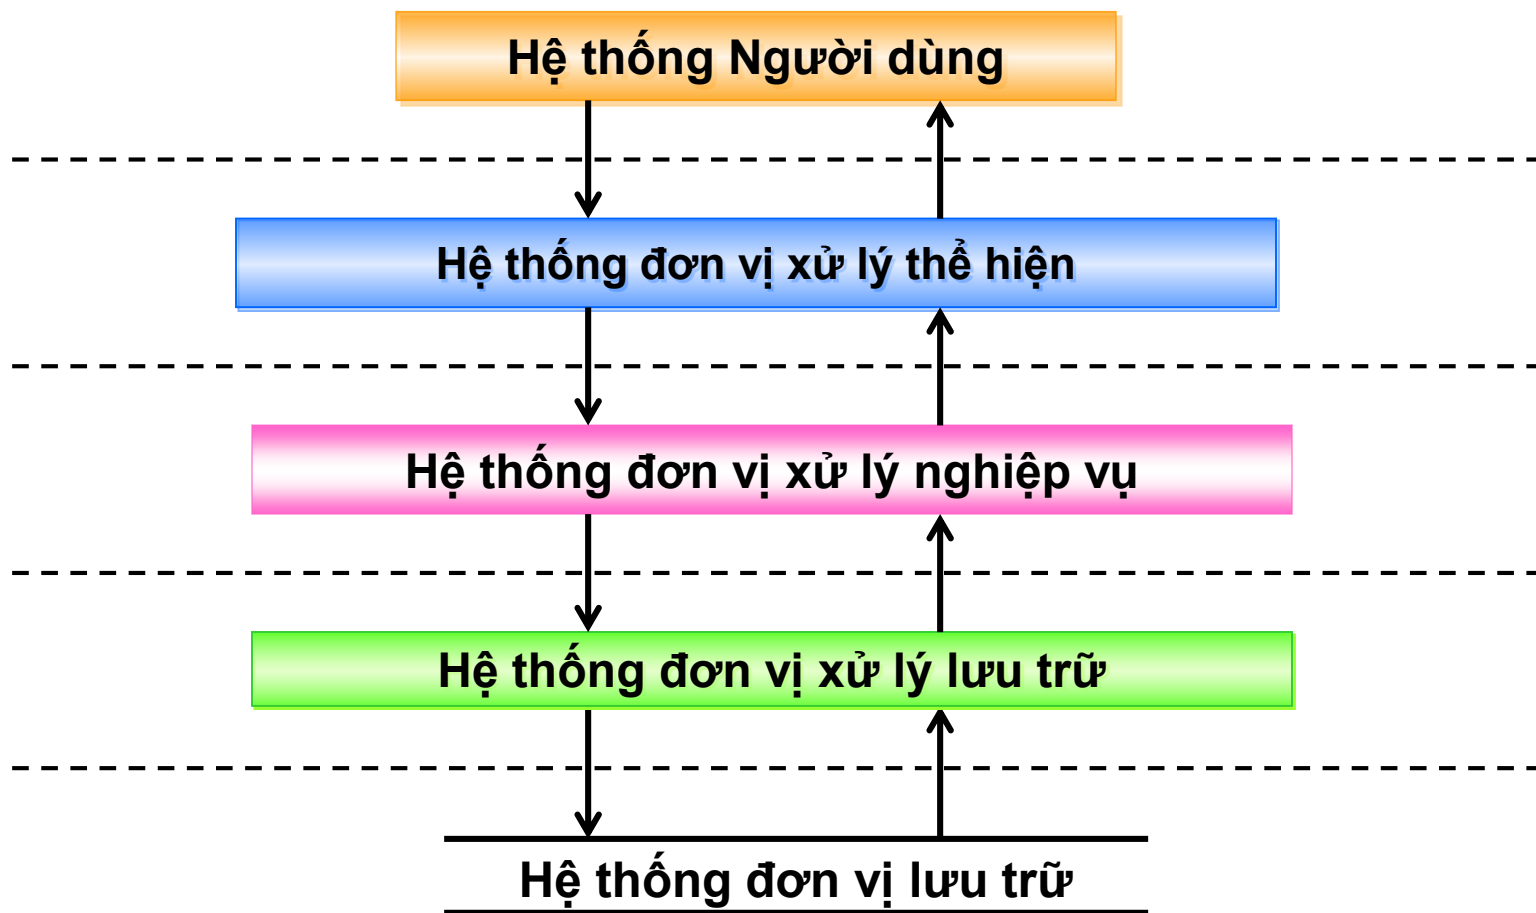 Hệ thống Người dùng
Hệ thống đơn vị xử lý thể hiện
Hệ thống đơn vị xử lý nghiệp vụ
Hệ thống đơn vị xử lý lưu trữ
Hệ thống đơn vị lưu trữ